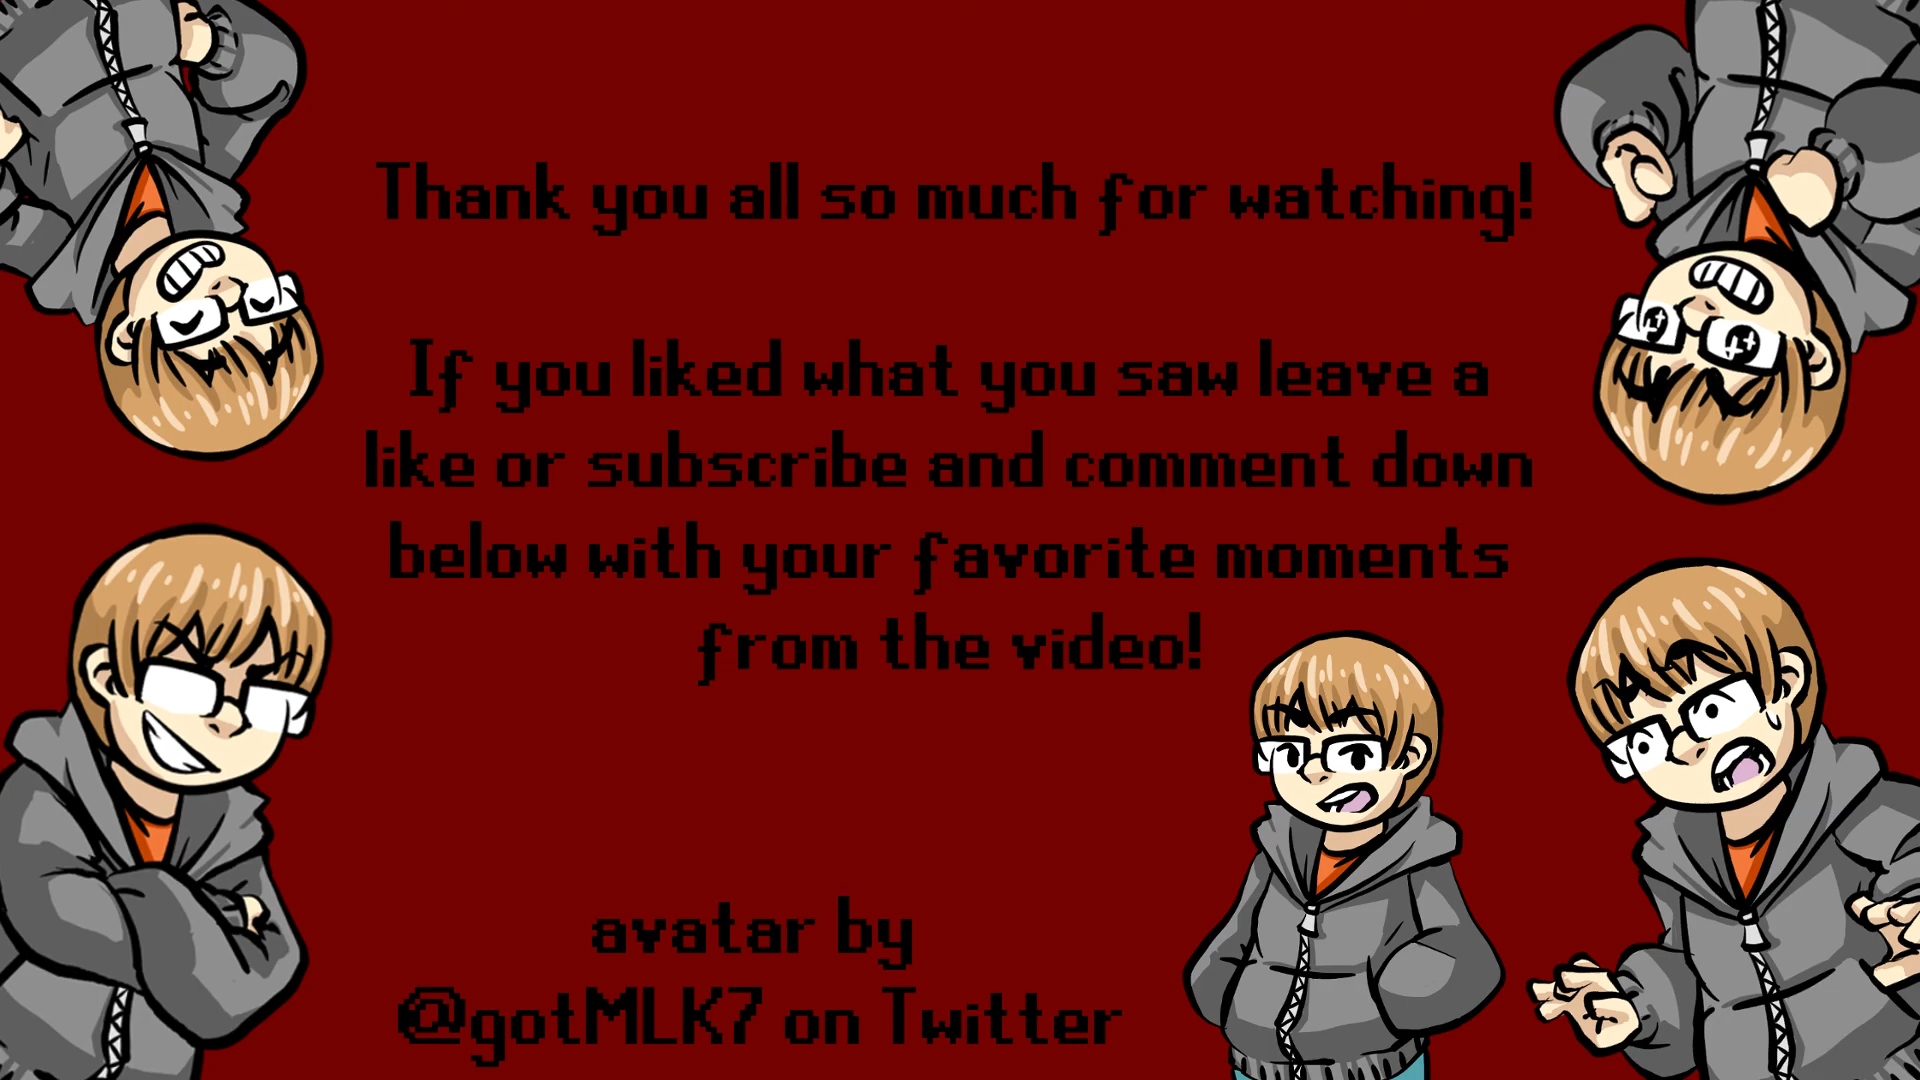 Thank you all so much for watching!
If you liked what you saw leave a
like or subscribe and comment down
below with your favorite moments
from the video!
avatar by
@gotMLK7 on Twitter